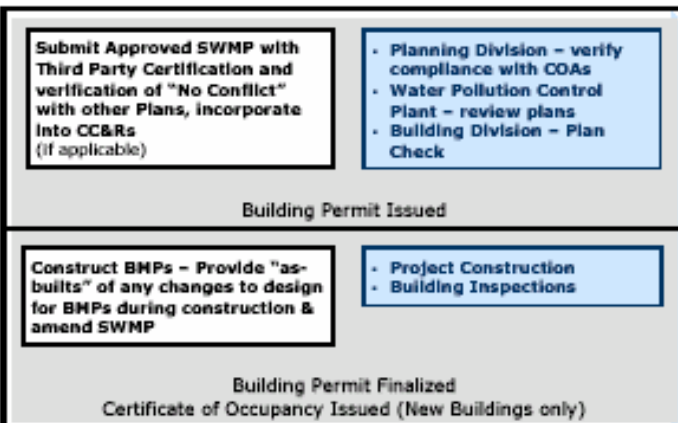 Submit Approved SWMP with
Third Party Certification and
verification of "No Conflict"
with other Plans, incorporate
into CC&Rs
(if applicable)
· Planning Division – verify
compliance with COAs
· Water Pollution Control
Plant – review plans
· Building Division – Plan
Check
Building Permit Issued
Construct BMPs – Provide "as-
builts" of any changes to design
for BMPs during construction &
amend SWMP
· Project Construction
· Building Inspections
Building Permit Finalized
Certificate of Occupancy Issued (New Buildings only)